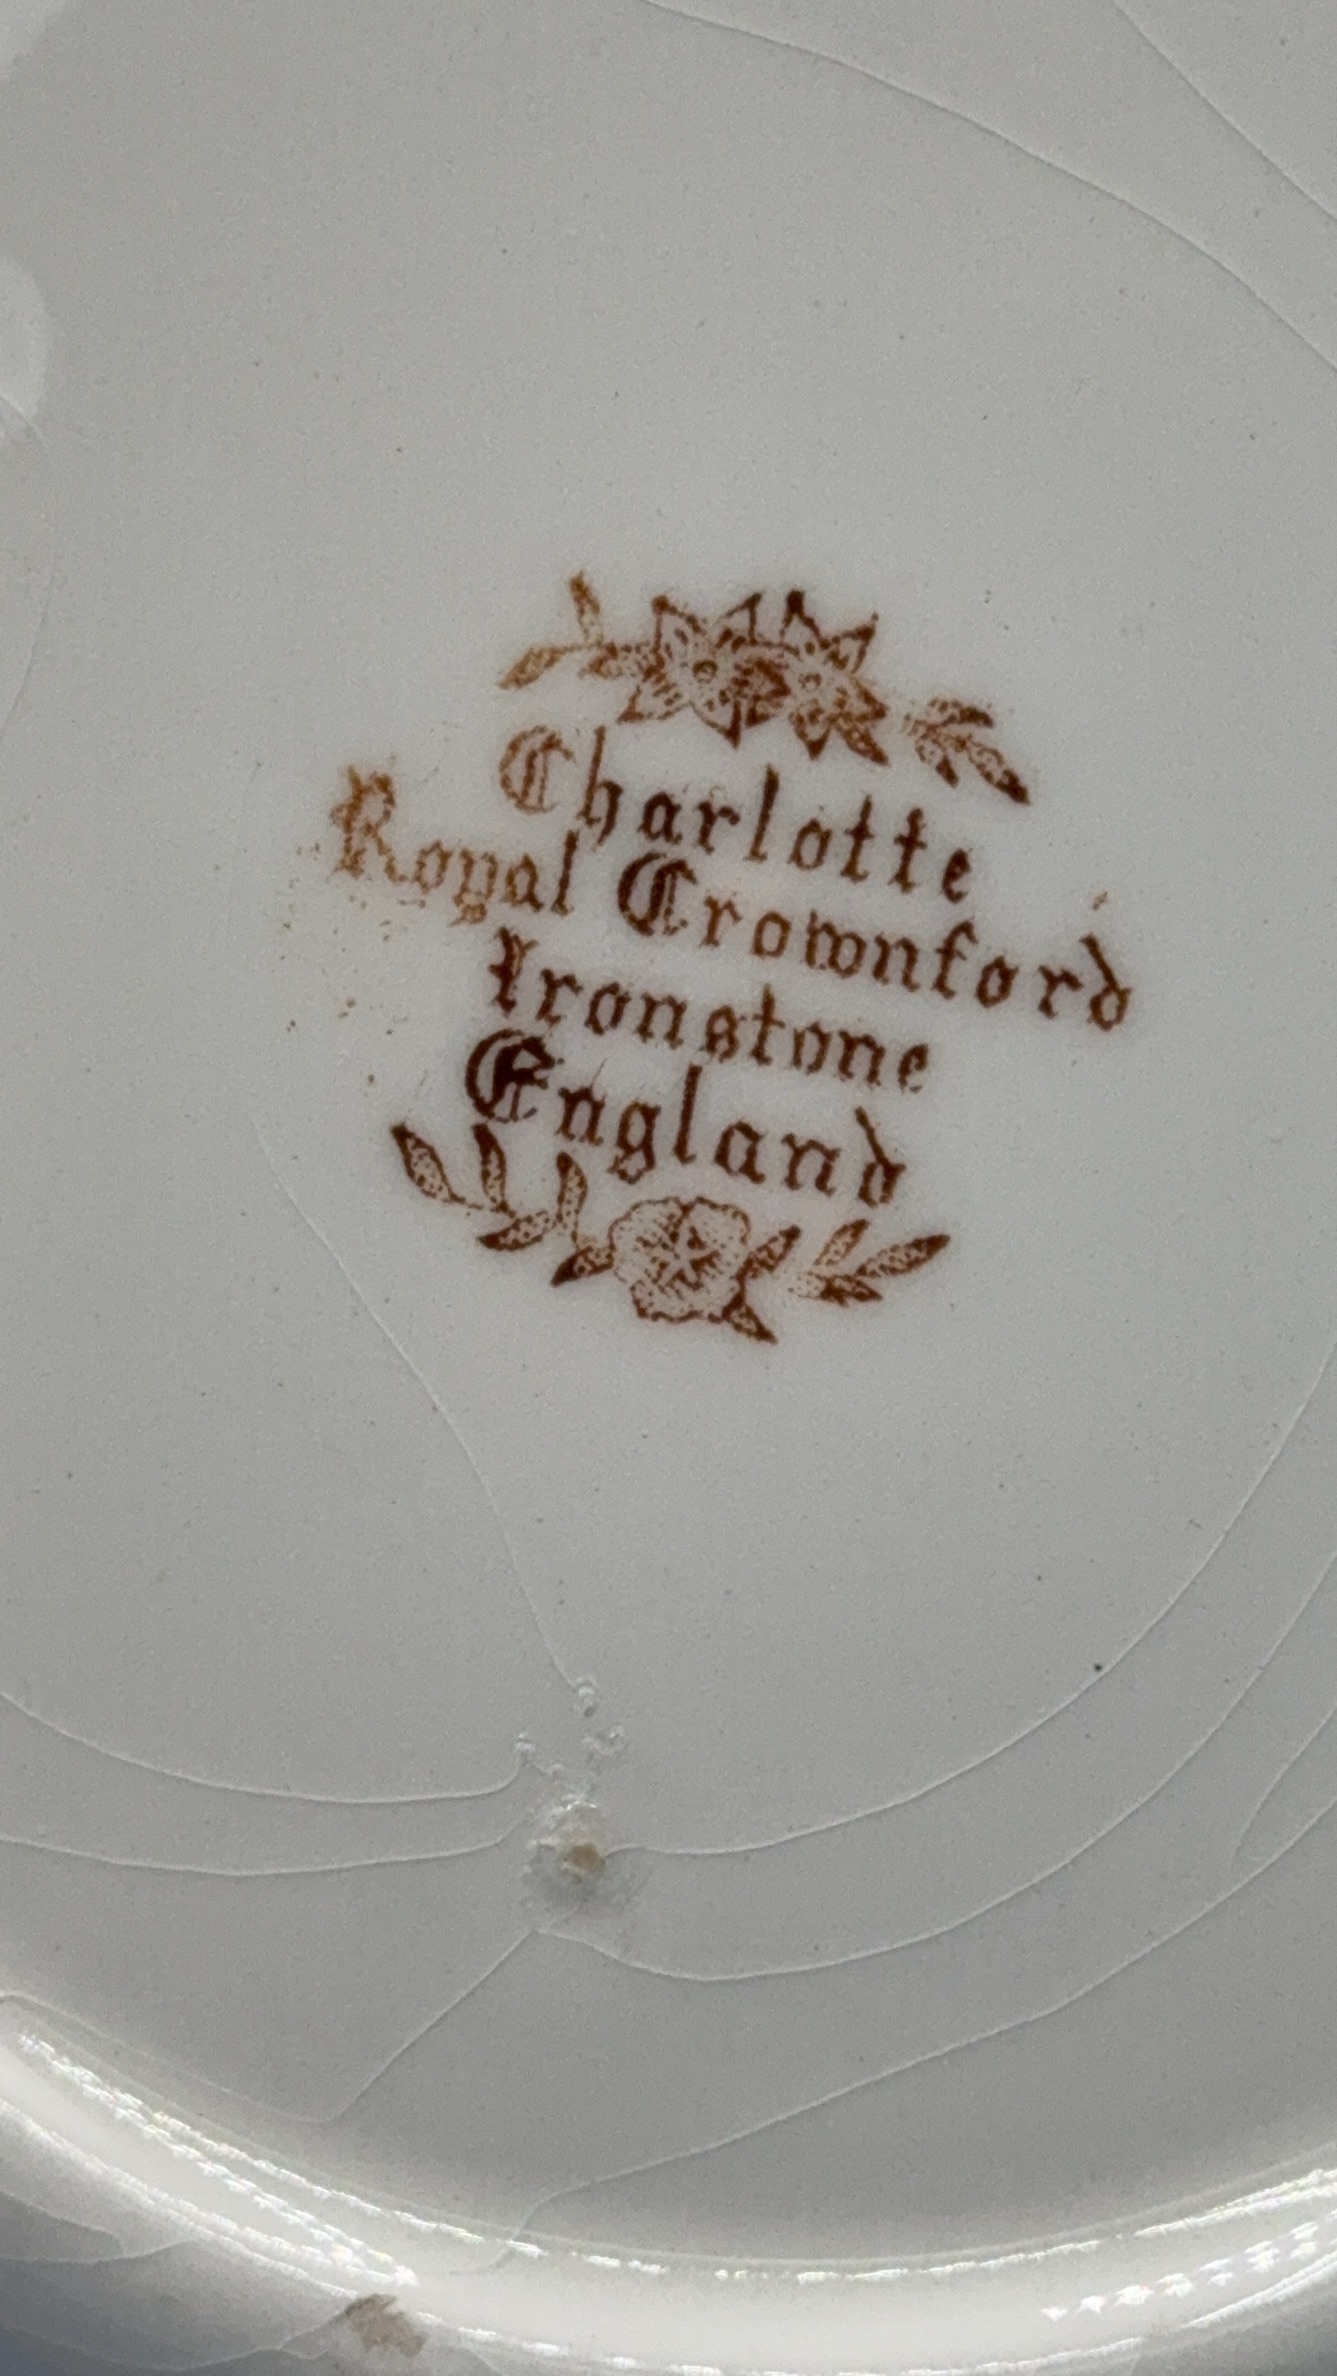 Charlotte
Royal Crownford
Ironstone
England